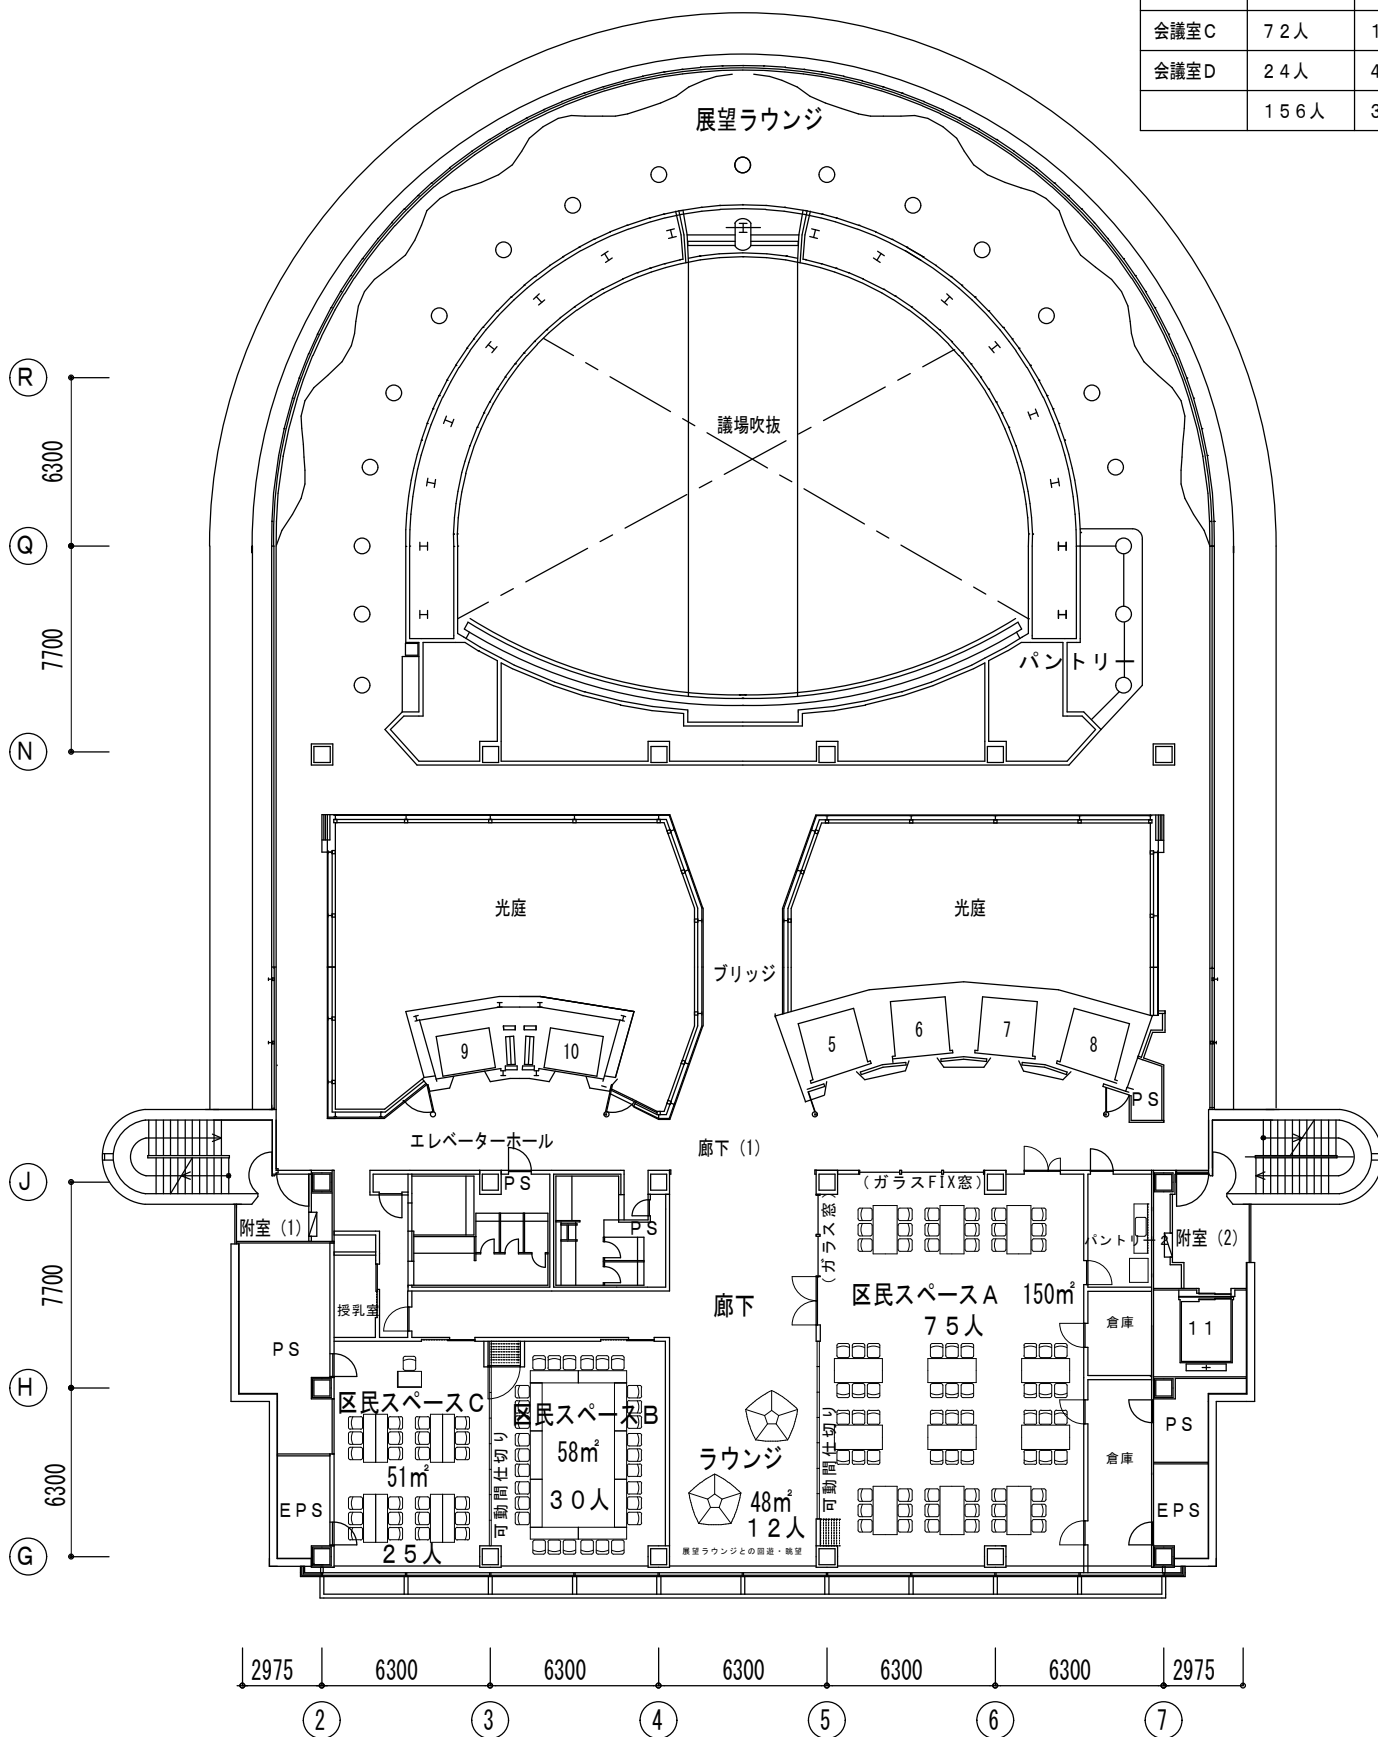 会議室C ７２人 1
会議室D ２４人 4
１５６人 3
展望ラウンジ
議場吹抜
R
6300
Q
7700
パントリー
N
光庭
光庭
ブリッジ
9
10
5
6
7
8
PS
エレベーターホール
廊下（1）
J
PS
PS
（ガラスFIX窓）
（ガラス窓）
附室（1）
パントリー2
附室（2）
7700
授乳室
廊下
区民スペースA 150㎡
７５人
倉庫
11
PS
H
区民スペースC
区民スペースB
可動間仕切り
可動間仕切り
51㎡
58㎡
３０人
２５人
ラウンジ
48㎡
１２人
展望ラウンジとの回遊・眺望
倉庫
PS
6300
EPS
EPS
G
2975 6300 6300 6300 6300 6300 2975
2 3 4 5 6 7